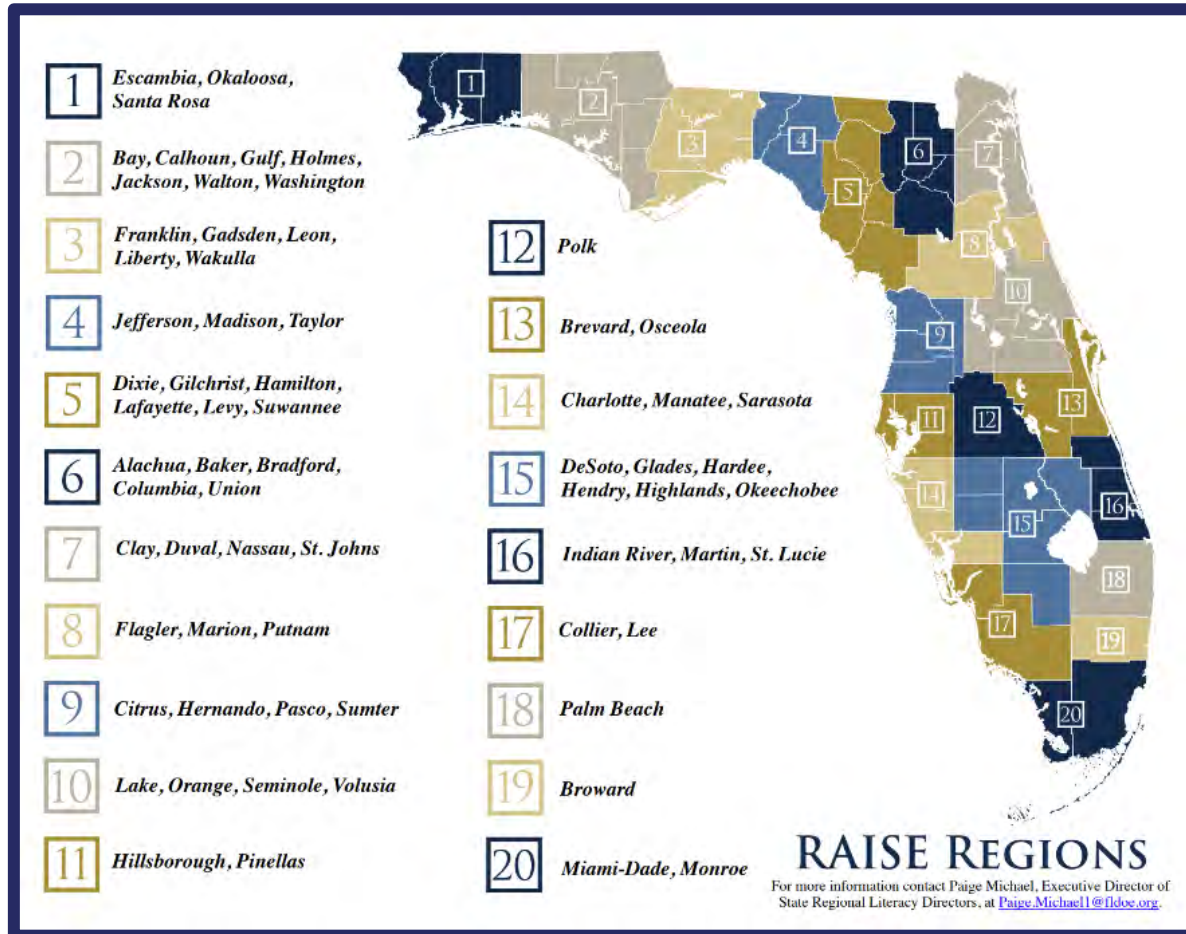 1
Escambia, Okaloosa,
Santa Rosa
2
Bay, Calhoun, Gulf, Holmes,
Jackson, Walton, Washington
3
Franklin, Gadsden, Leon,
Liberty, Wakulla
4
Jefferson, Madison, Taylor
5
Dixie, Gilchrist, Hamilton,
Lafayette, Levy, Suwannee
6
Alachua, Baker, Bradford,
Columbia, Union
7
Clay, Duval, Nassau, St. Johns
8
Flagler, Marion, Putnam
9
Citrus, Hernando, Pasco, Sumter
10
Lake, Orange, Seminole, Volusia
11
Hillsborough, Pinellas
12
Polk
13
Brevard, Osceola
14
Charlotte, Manatee, Sarasota
15
DeSoto, Glades, Hardee,
Hendry, Highlands, Okeechobee
16
Indian River, Martin, St. Lucie
17
Collier, Lee
18
Palm Beach
19
Broward
20
Miami-Dade, Monroe
1
2
3
4
5
6
7
8
9
10
11
12
13
14
15
16
17
18
19
20
RAISE REGIONS
For more information contact Paige Michael, Executive Director of
State Regional Literacy Directors, at Paige.Michael1@fldoe.org.